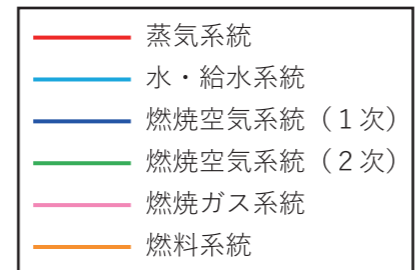 蒸気系統
水・給水系統
燃焼空気系統（１次）
燃焼空気系統（２次）
燃焼ガス系統
燃料系統